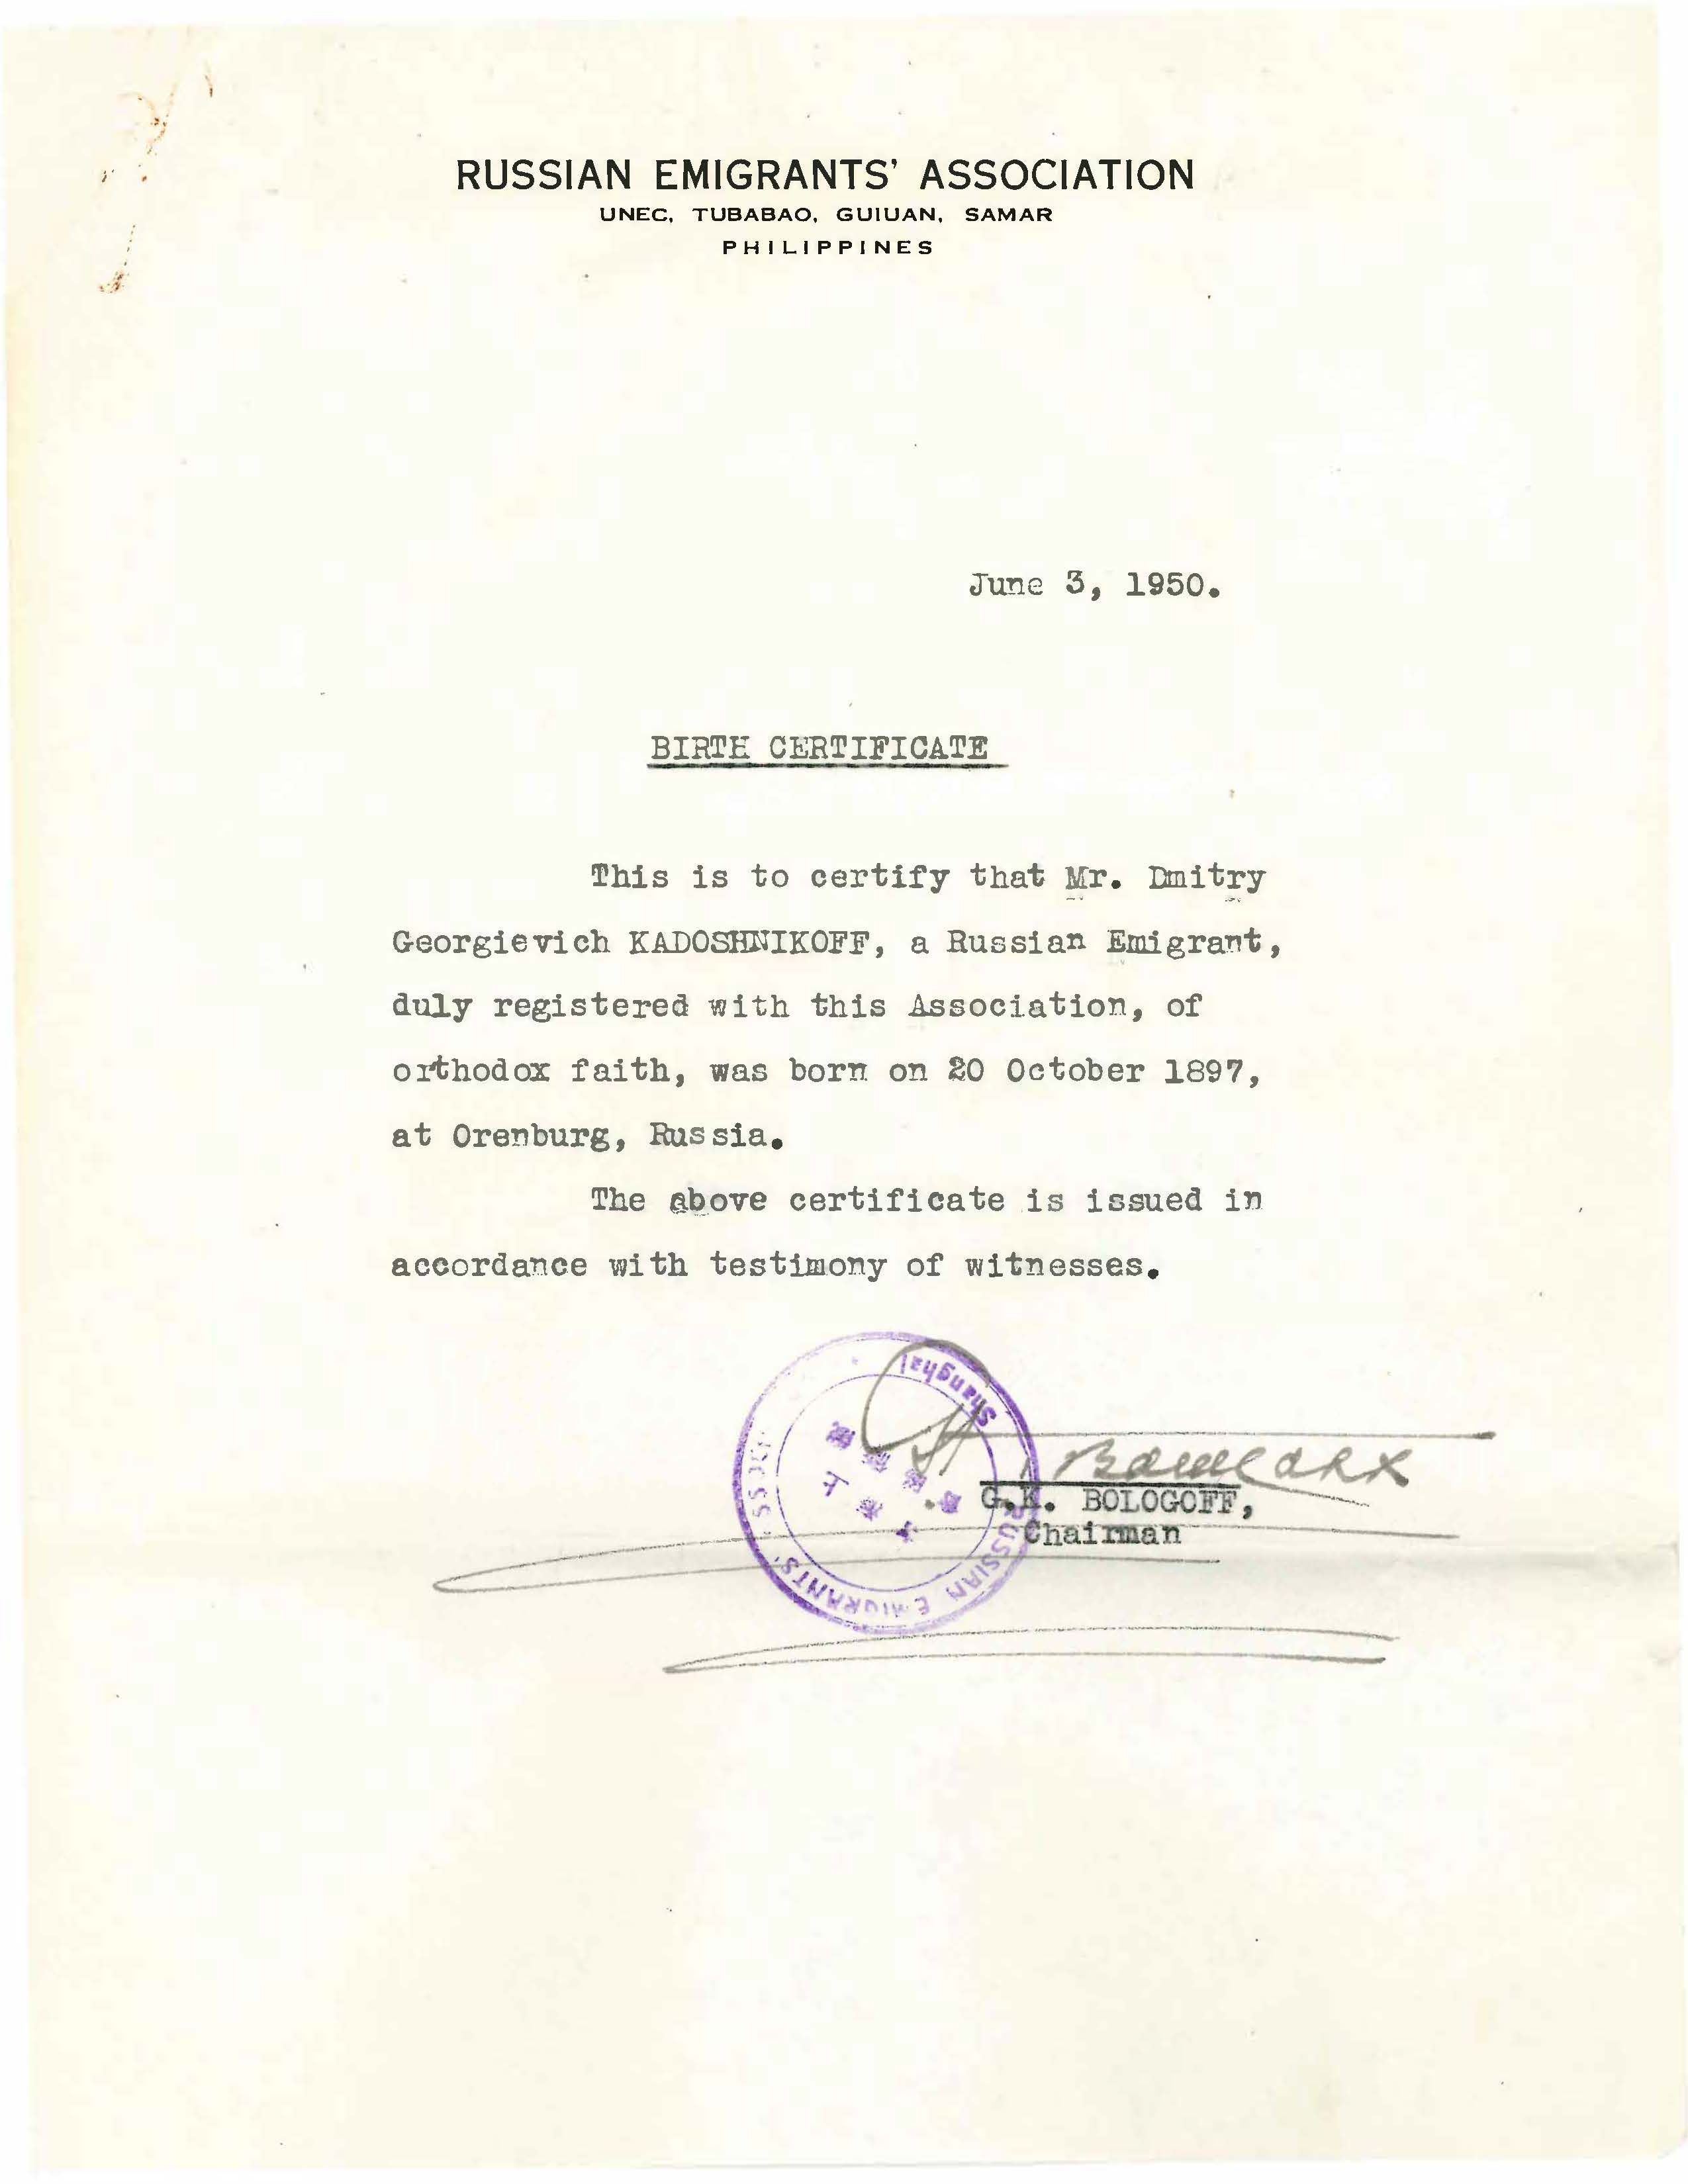 RUSSIAN EMIGRANTS' ASSOCIATION
UNEC, TUBABAO, GUIUAN, SAMAR
PHILIPPINES
June 3, 1950.
BIRTH CERTIFICATE
This is to certify that Mr. Dmitry
Georgievich KADOSHNIKOFF, a Russian Emigrant,
duly registered with this Association, of
orthodox faith, was born on 20 October 1897,
at Orenburg, Russia.
The above certificate is issued in
accordance with testimony of witnesses.
G.K. BOLOGOFF,
Chairman
RUSSIAN EMIGRANTS'
Shanghai